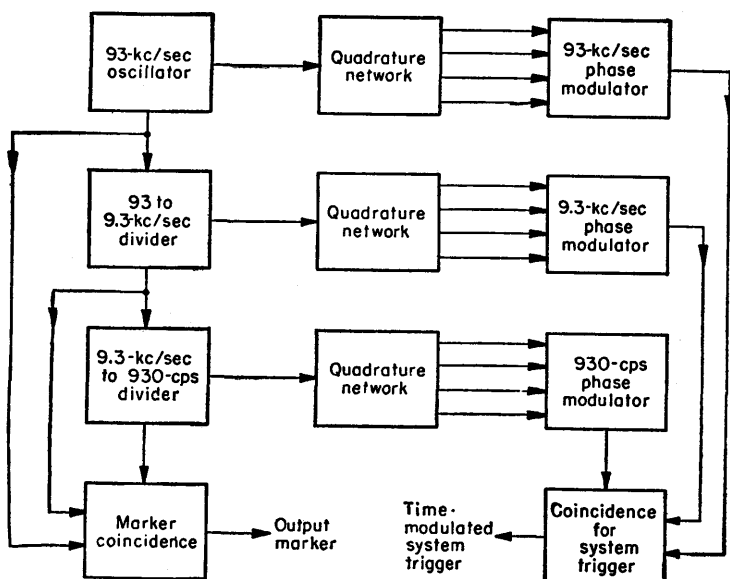 93-kc/sec
oscillator
Quadrature
network
93-kc/sec
phase
modulator
93 to
9.3-kc/sec
divider
Quadrature
network
9.3-kc/sec
phase
modulator
9.3-kc/sec
to 930-cps
divider
Quadrature
network
930-cps
phase
modulator
Marker
coincidence
Output
marker
Time-
modulated
system
trigger
Coincidence
for
system
trigger